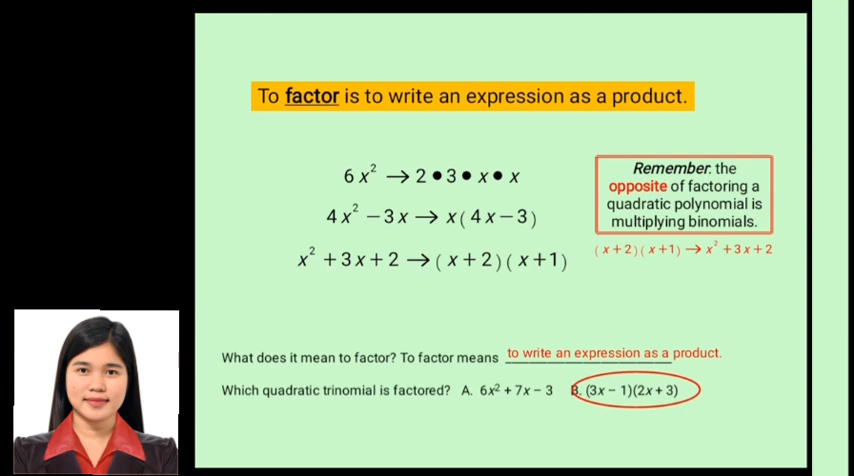 To factor is to write an expression as a product.
6x² → 2•3•x•x
4x² − 3x → x(4x−3)
x² + 3x + 2 → (x+2)(x+1)
Remember: the
opposite of factoring a
quadratic polynomial is
multiplying binomials.
(x+2)(x+1) → x² + 3x + 2
What does it mean to factor? To factor means to write an expression as a product.
Which quadratic trinomial is factored? A. 6x² + 7x − 3 B. (3x − 1)(2x + 3)